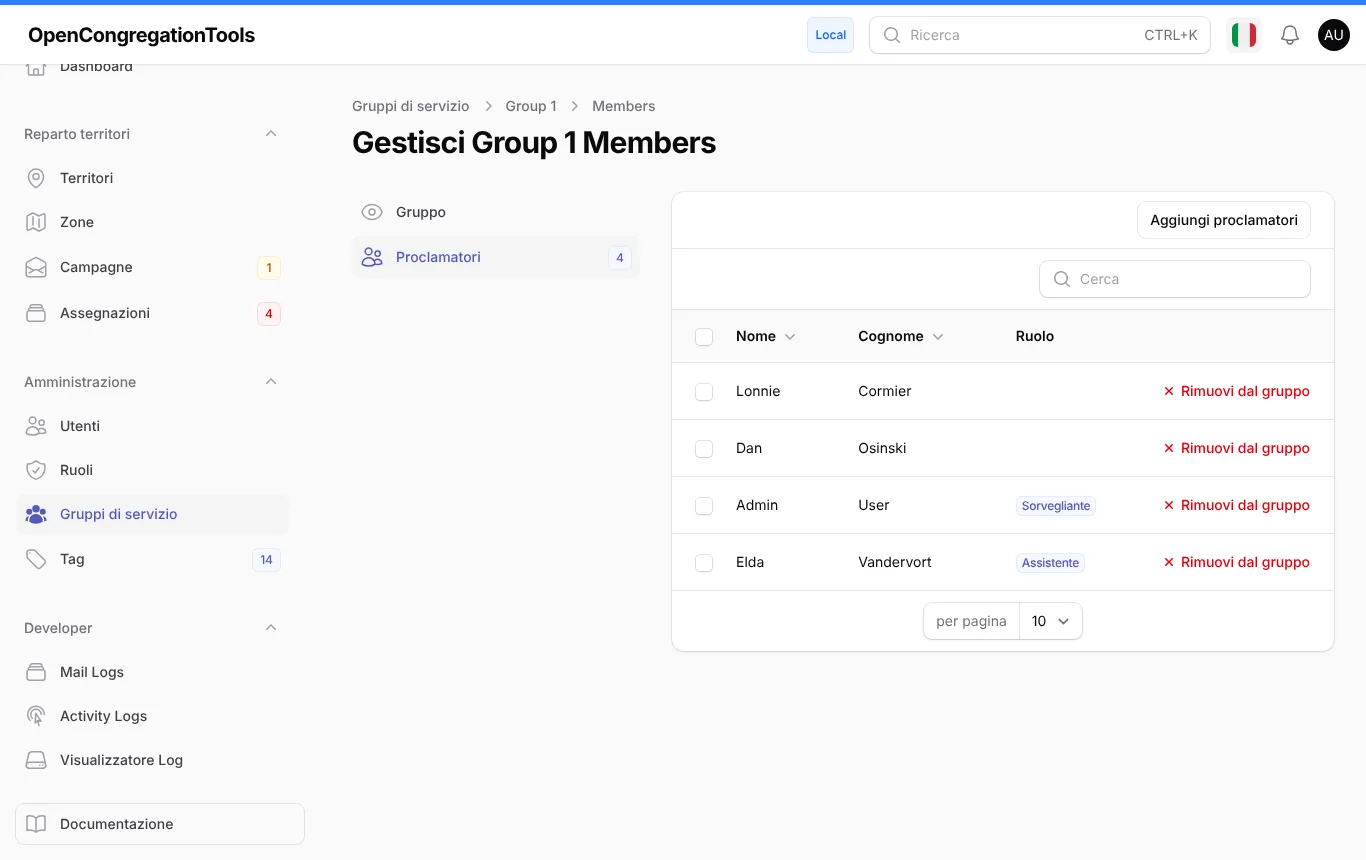 OpenCongregationTools
Local
Ricerca
CTRL+K
AU
Dashboard
Reparto territori
Territori
Zone
Campagne
1
Assegnazioni
4
Amministrazione
Utenti
Ruoli
Gruppi di servizio
Tag
14
Developer
Mail Logs
Activity Logs
Visualizzatore Log
Documentazione
Gruppi di servizio > Group 1 > Members
Gestisci Group 1 Members
Gruppo
Proclamatori
4
Aggiungi proclamatori
Cerca
Nome Cognome Ruolo
Lonnie Cormier Rimuovi dal gruppo
Dan Osinski Rimuovi dal gruppo
Admin User Sorvegliante Rimuovi dal gruppo
Elda Vandervort Assistente Rimuovi dal gruppo
per pagina 10